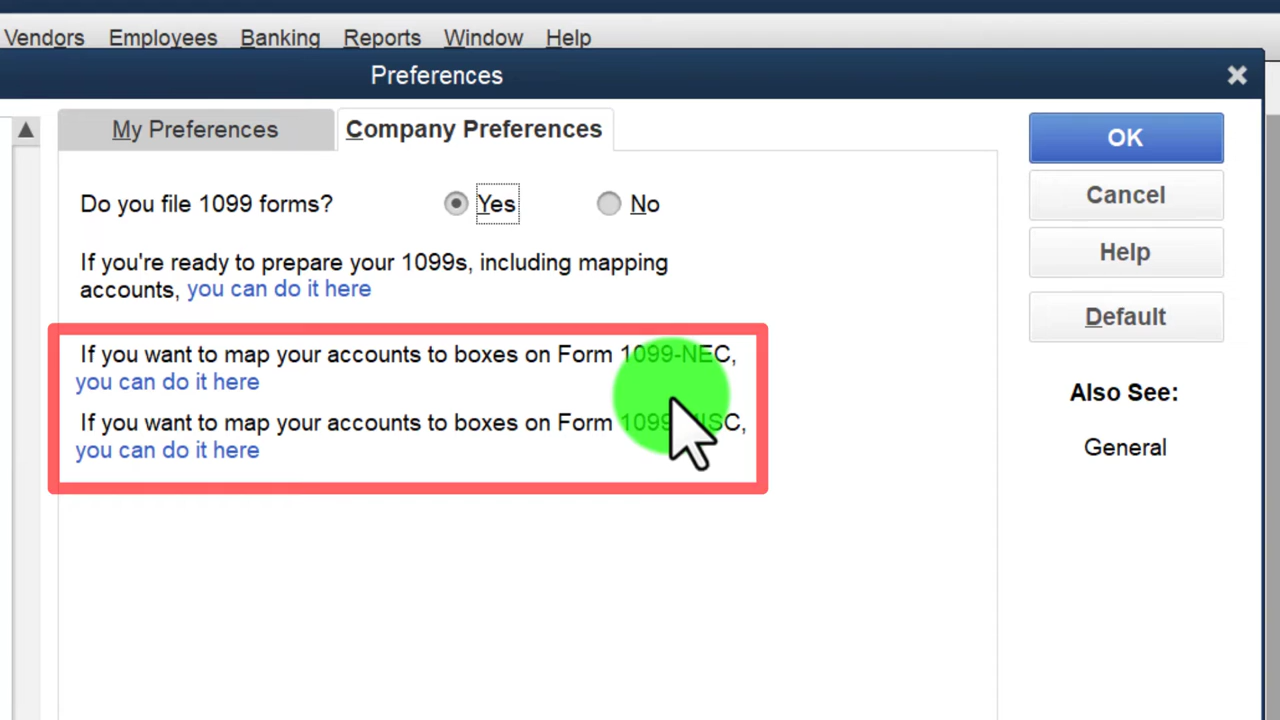 Vendors Employees Banking Reports Window Help
Preferences
My Preferences Company Preferences
OK
Cancel
Help
Default
Also See:
General
Do you file 1099 forms? Yes No
If you're ready to prepare your 1099s, including mapping
accounts, you can do it here
If you want to map your accounts to boxes on Form 1099-NEC,
you can do it here
If you want to map your accounts to boxes on Form 1099-MISC,
you can do it here